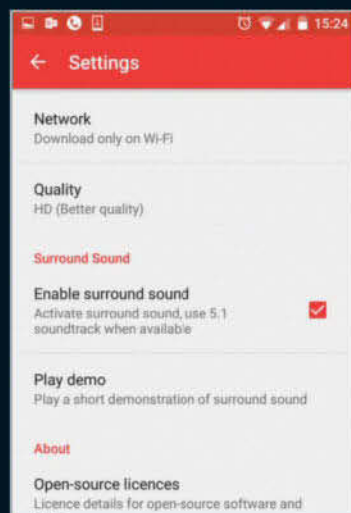 15:24
Settings
Network
Download only on Wi-Fi
Quality
HD (Better quality)
Surround Sound
Enable surround sound
Activate surround sound, use 5.1
soundtrack when available
Play demo
Play a short demonstration of surround sound
About
Open-source licences
Licence details for open-source software and